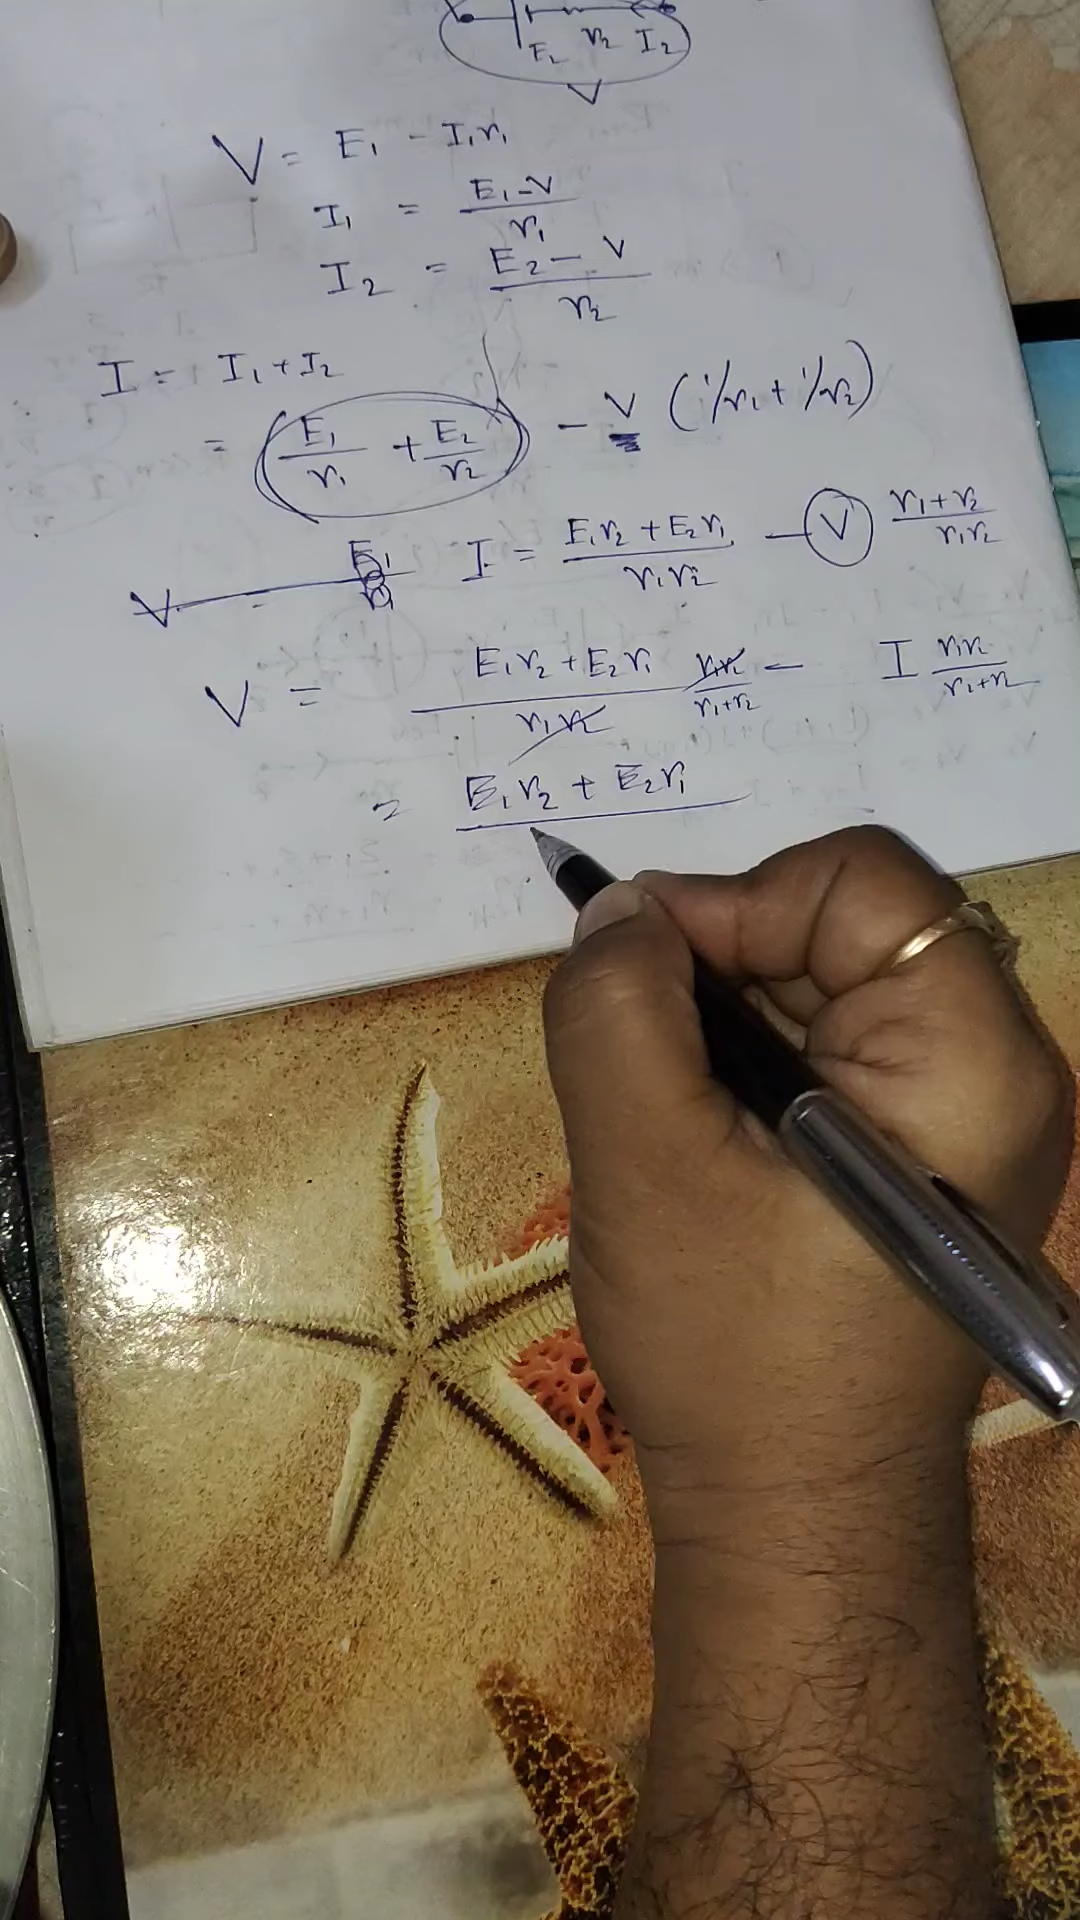 E₂ r₂ I₂
V
V = E₁ - I₁r₁
I₁ = (E₁ - V)/r₁
I₂ = (E₂ - V)/r₂
I = I₁ + I₂
= (E₁/r₁ + E₂/r₂) - V (1/r₁ + 1/r₂)
V E₁/r₁ I = (E₁r₂ + E₂r₁)/r₁r₂ - V (r₁+r₂)/r₁r₂
V = (E₁r₂ + E₂r₁)/r₁r₂ r₁r₂/(r₁+r₂) - I r₁r₂/(r₁+r₂)
= E₁r₂ + E₂r₁